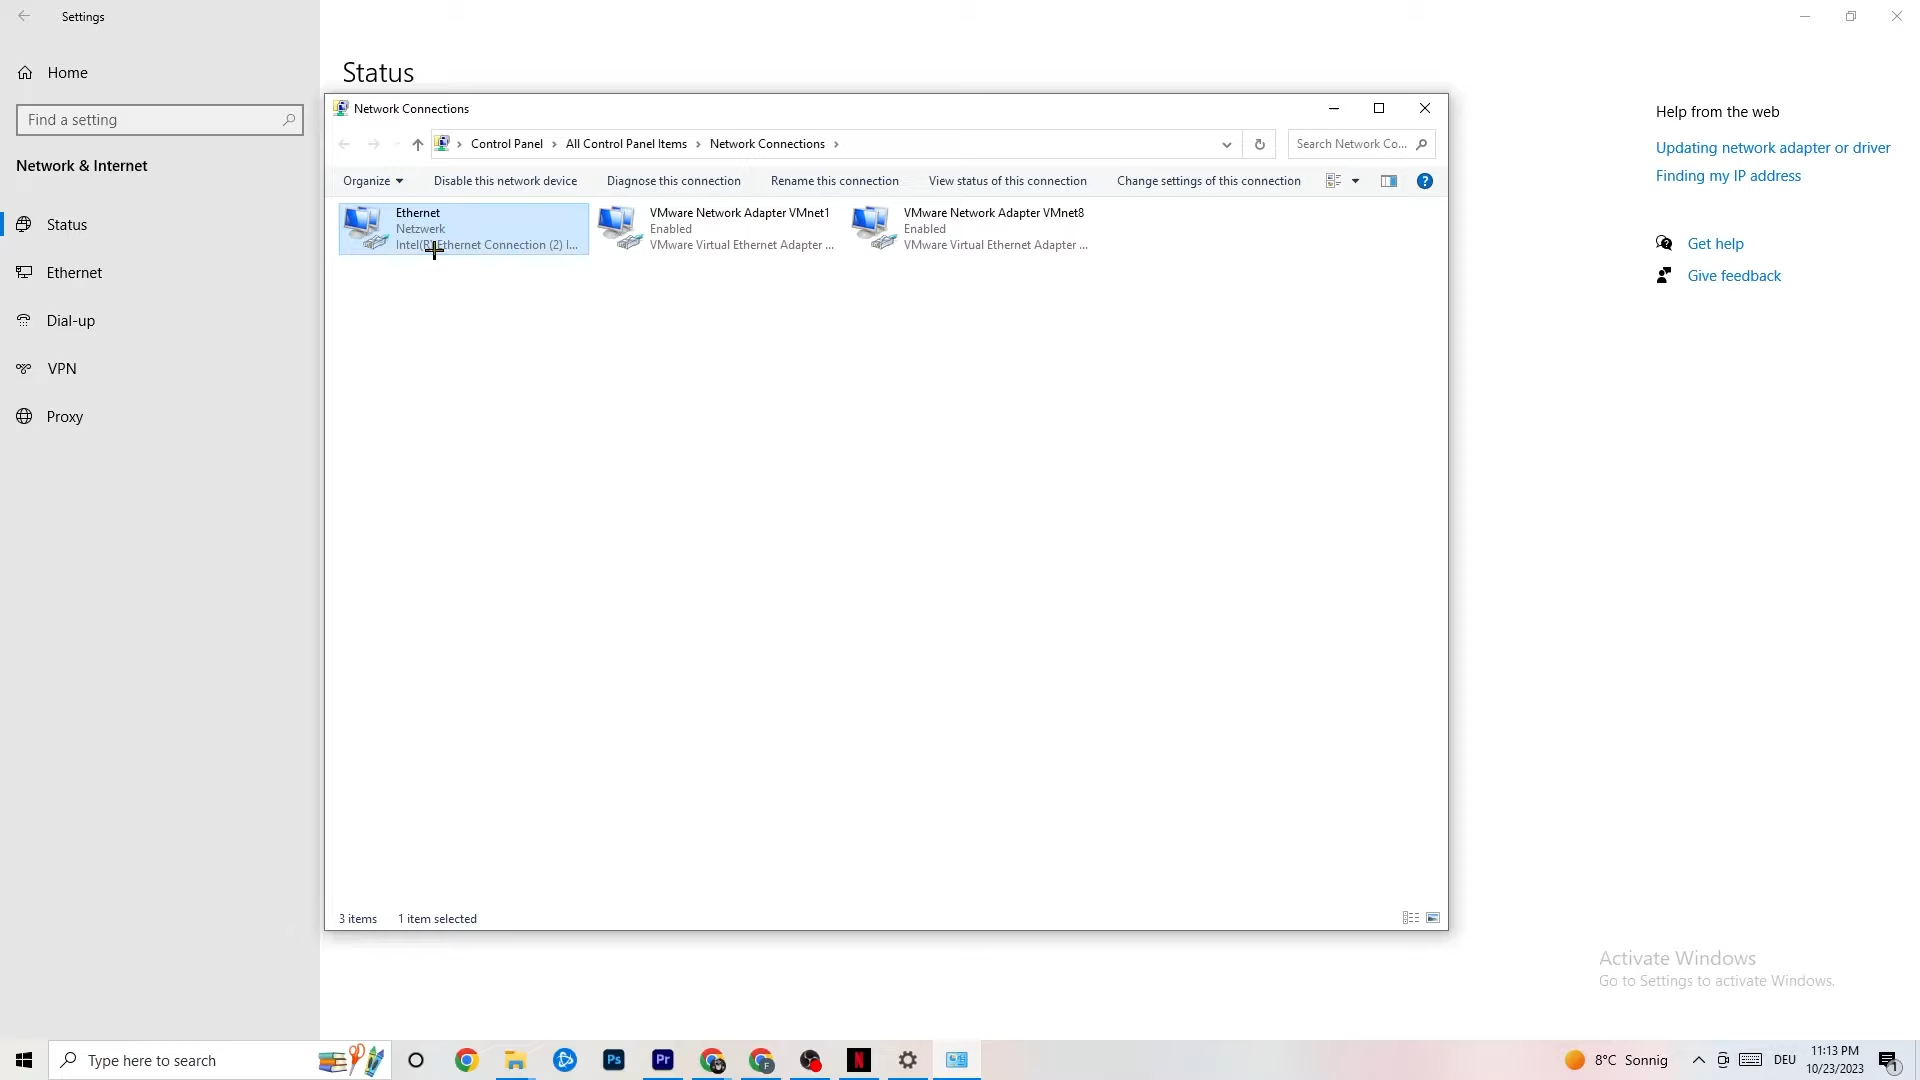 Settings
Home
Find a setting
Network & Internet
Status
Ethernet
Dial-up
VPN
Proxy
Status
Network Connections
Control Panel > All Control Panel Items > Network Connections >
Search Network Co...
Organize Disable this network device Diagnose this connection Rename this connection View status of this connection Change settings of this connection
Ethernet
Netzwerk
Intel(R) Ethernet Connection (2) I...
VMware Network Adapter VMnet1
Enabled
VMware Virtual Ethernet Adapter ...
VMware Network Adapter VMnet8
Enabled
VMware Virtual Ethernet Adapter ...
3 items 1 item selected
Help from the web
Updating network adapter or driver
Finding my IP address
Get help
Give feedback
Activate Windows
Go to Settings to activate Windows.
Type here to search
Ps
Pr
F
N
8°C Sonnig
DEU
11:13 PM
10/23/2023
1